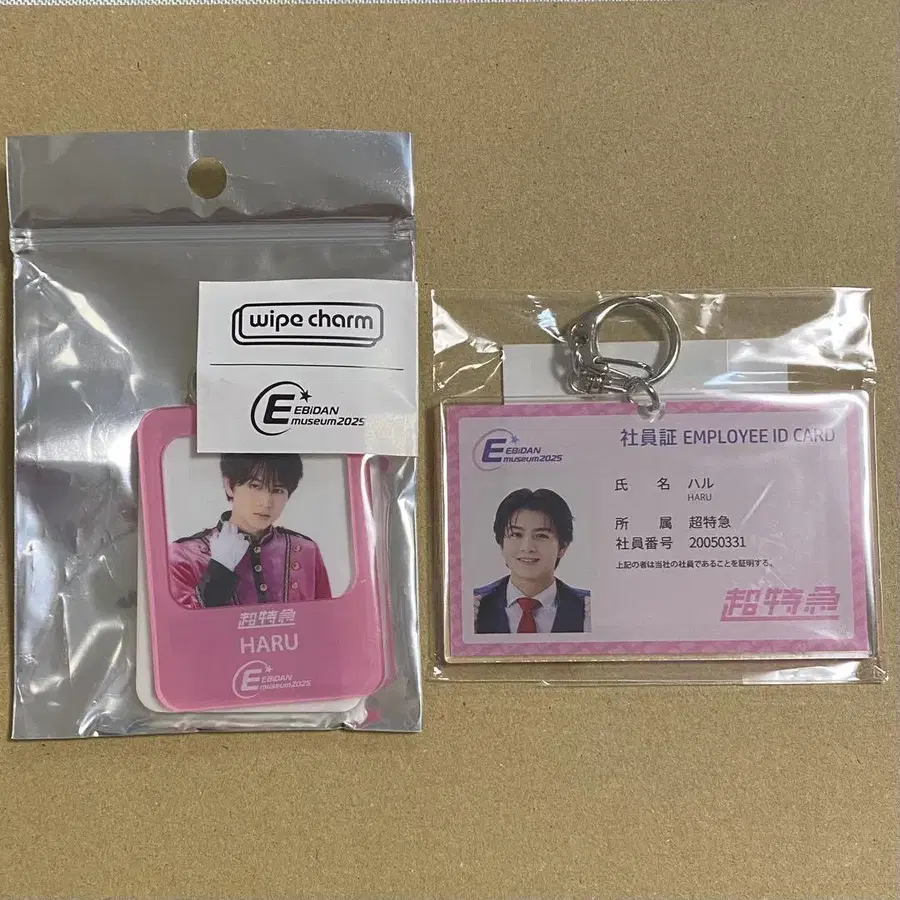 wipe charm
E EBiDAN
museum2025
超特急
HARU
E EBiDAN
museum2025
E EBiDAN
museum2025
社員証 EMPLOYEE ID CARD
氏 名 ハル
HARU
所 属 超特急
社員番号 20050331
上記の者は当社の社員であることを証明する。
超特急